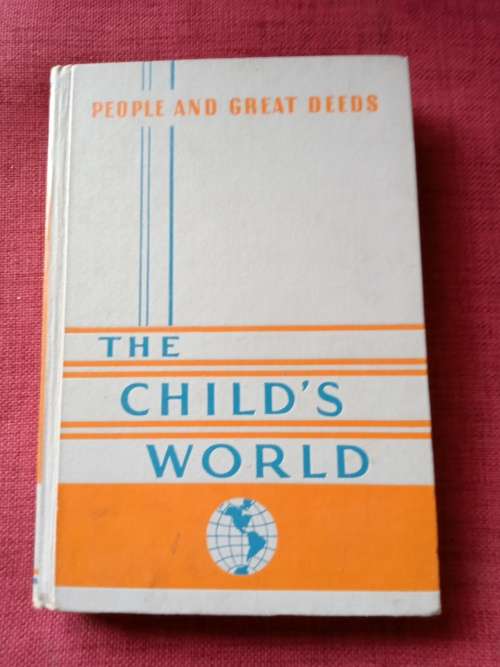 PEOPLE AND GREAT DEEDS
THE
CHILD'S
WORLD